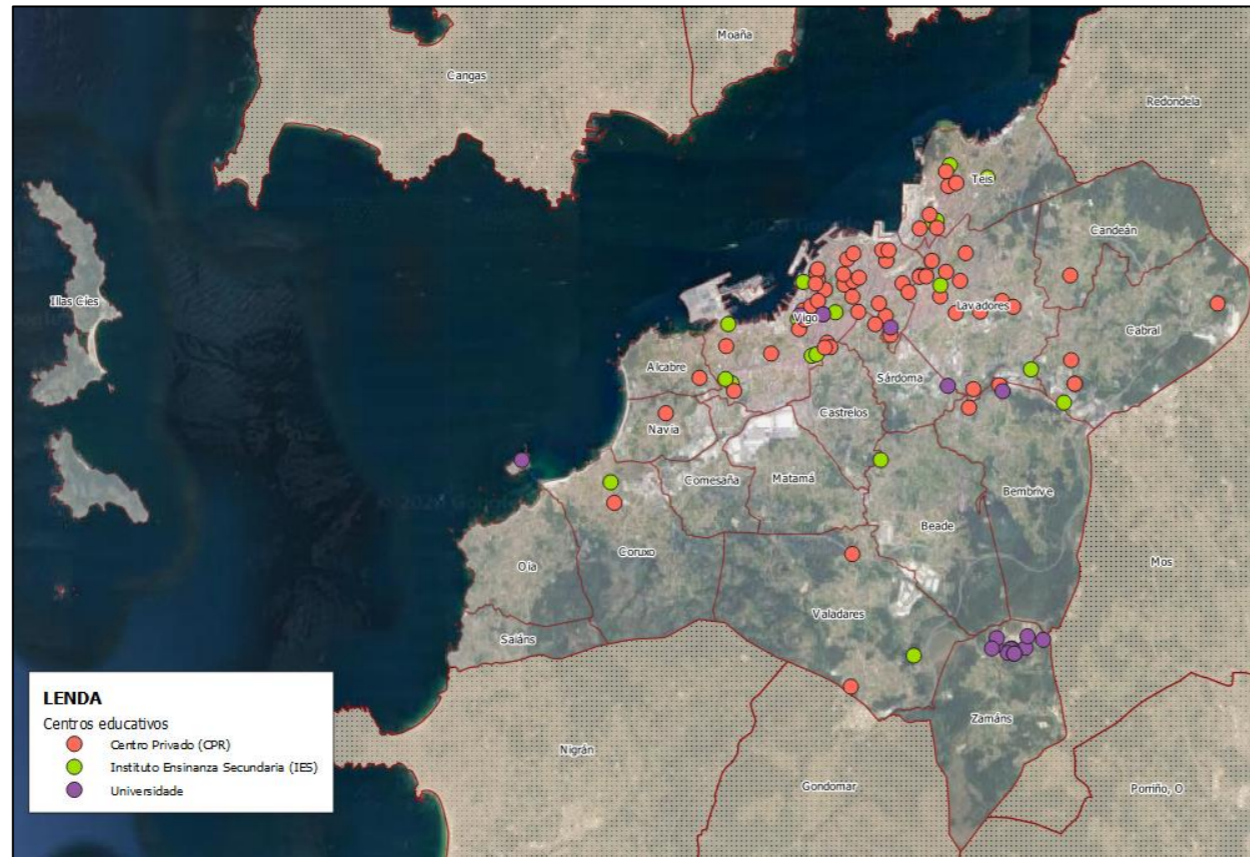 Moaña
Cangas
Redondela
Teis
Candeán
Illas Cíes
Lavadores
Vigo
Cabral
Alcabre
Sárdoma
Castrelos
Navia
Comesaña
Matamá
Bembrive
Beade
Coruxo
Oia
Mos
Valadares
Saiáns
LENDA
Centros educativos
Centro Privado (CPR)
Instituto Ensinanza Secundaria (IES)
Universidade
Zamáns
Nigrán
Gondomar
Porriño, O